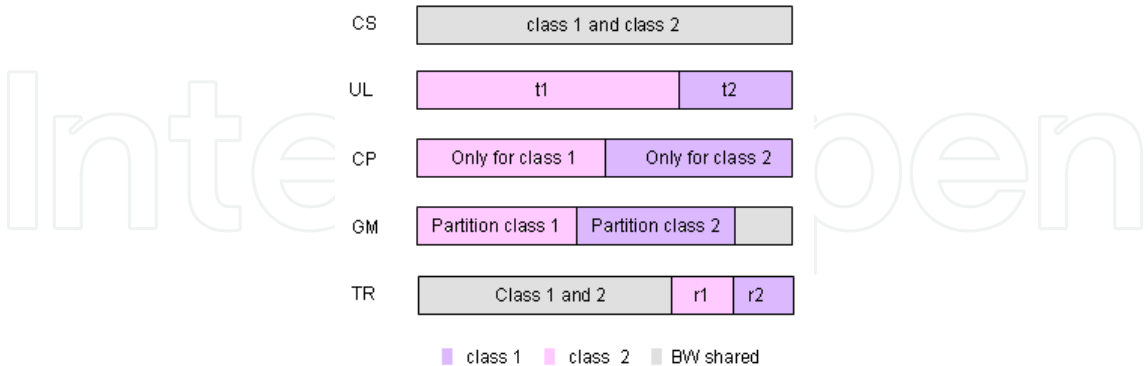 CS class 1 and class 2
UL t1 t2
CP Only for class 1 Only for class 2
GM Partition class 1 Partition class 2
TR Class 1 and 2 r1 r2
class 1 class 2 BW shared